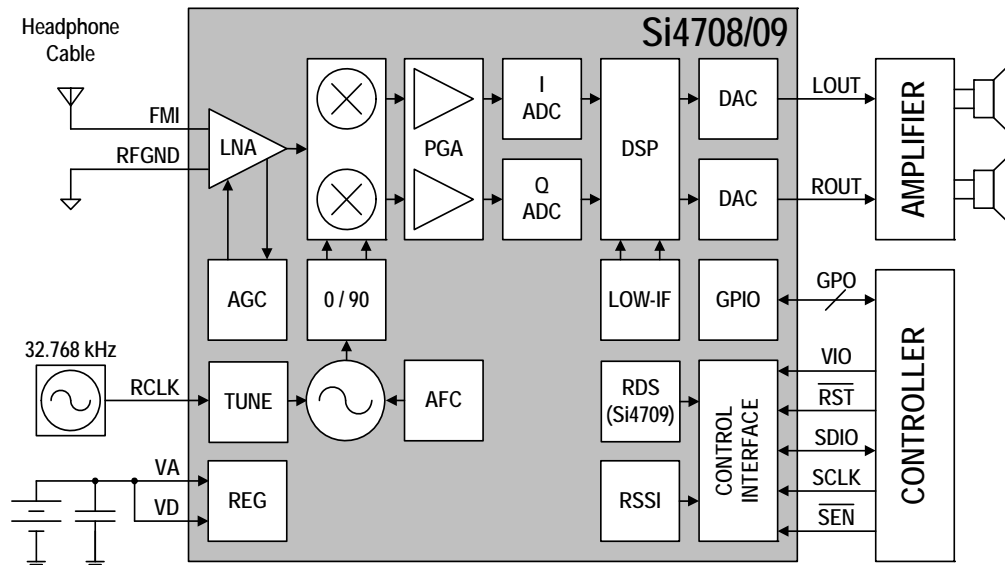 Headphone
Cable
Si4708/09
FMI
RFGND
LNA
PGA
I
ADC
Q
ADC
DSP
DAC
DAC
LOUT
ROUT
AMPLIFIER
AGC
0 / 90
LOW-IF
GPIO
GPO
32.768 kHz
RCLK
TUNE
AFC
RDS
(Si4709)
CONTROL
INTERFACE
VIO
RST
SDIO
SCLK
SEN
CONTROLLER
VA
VD
REG
RSSI